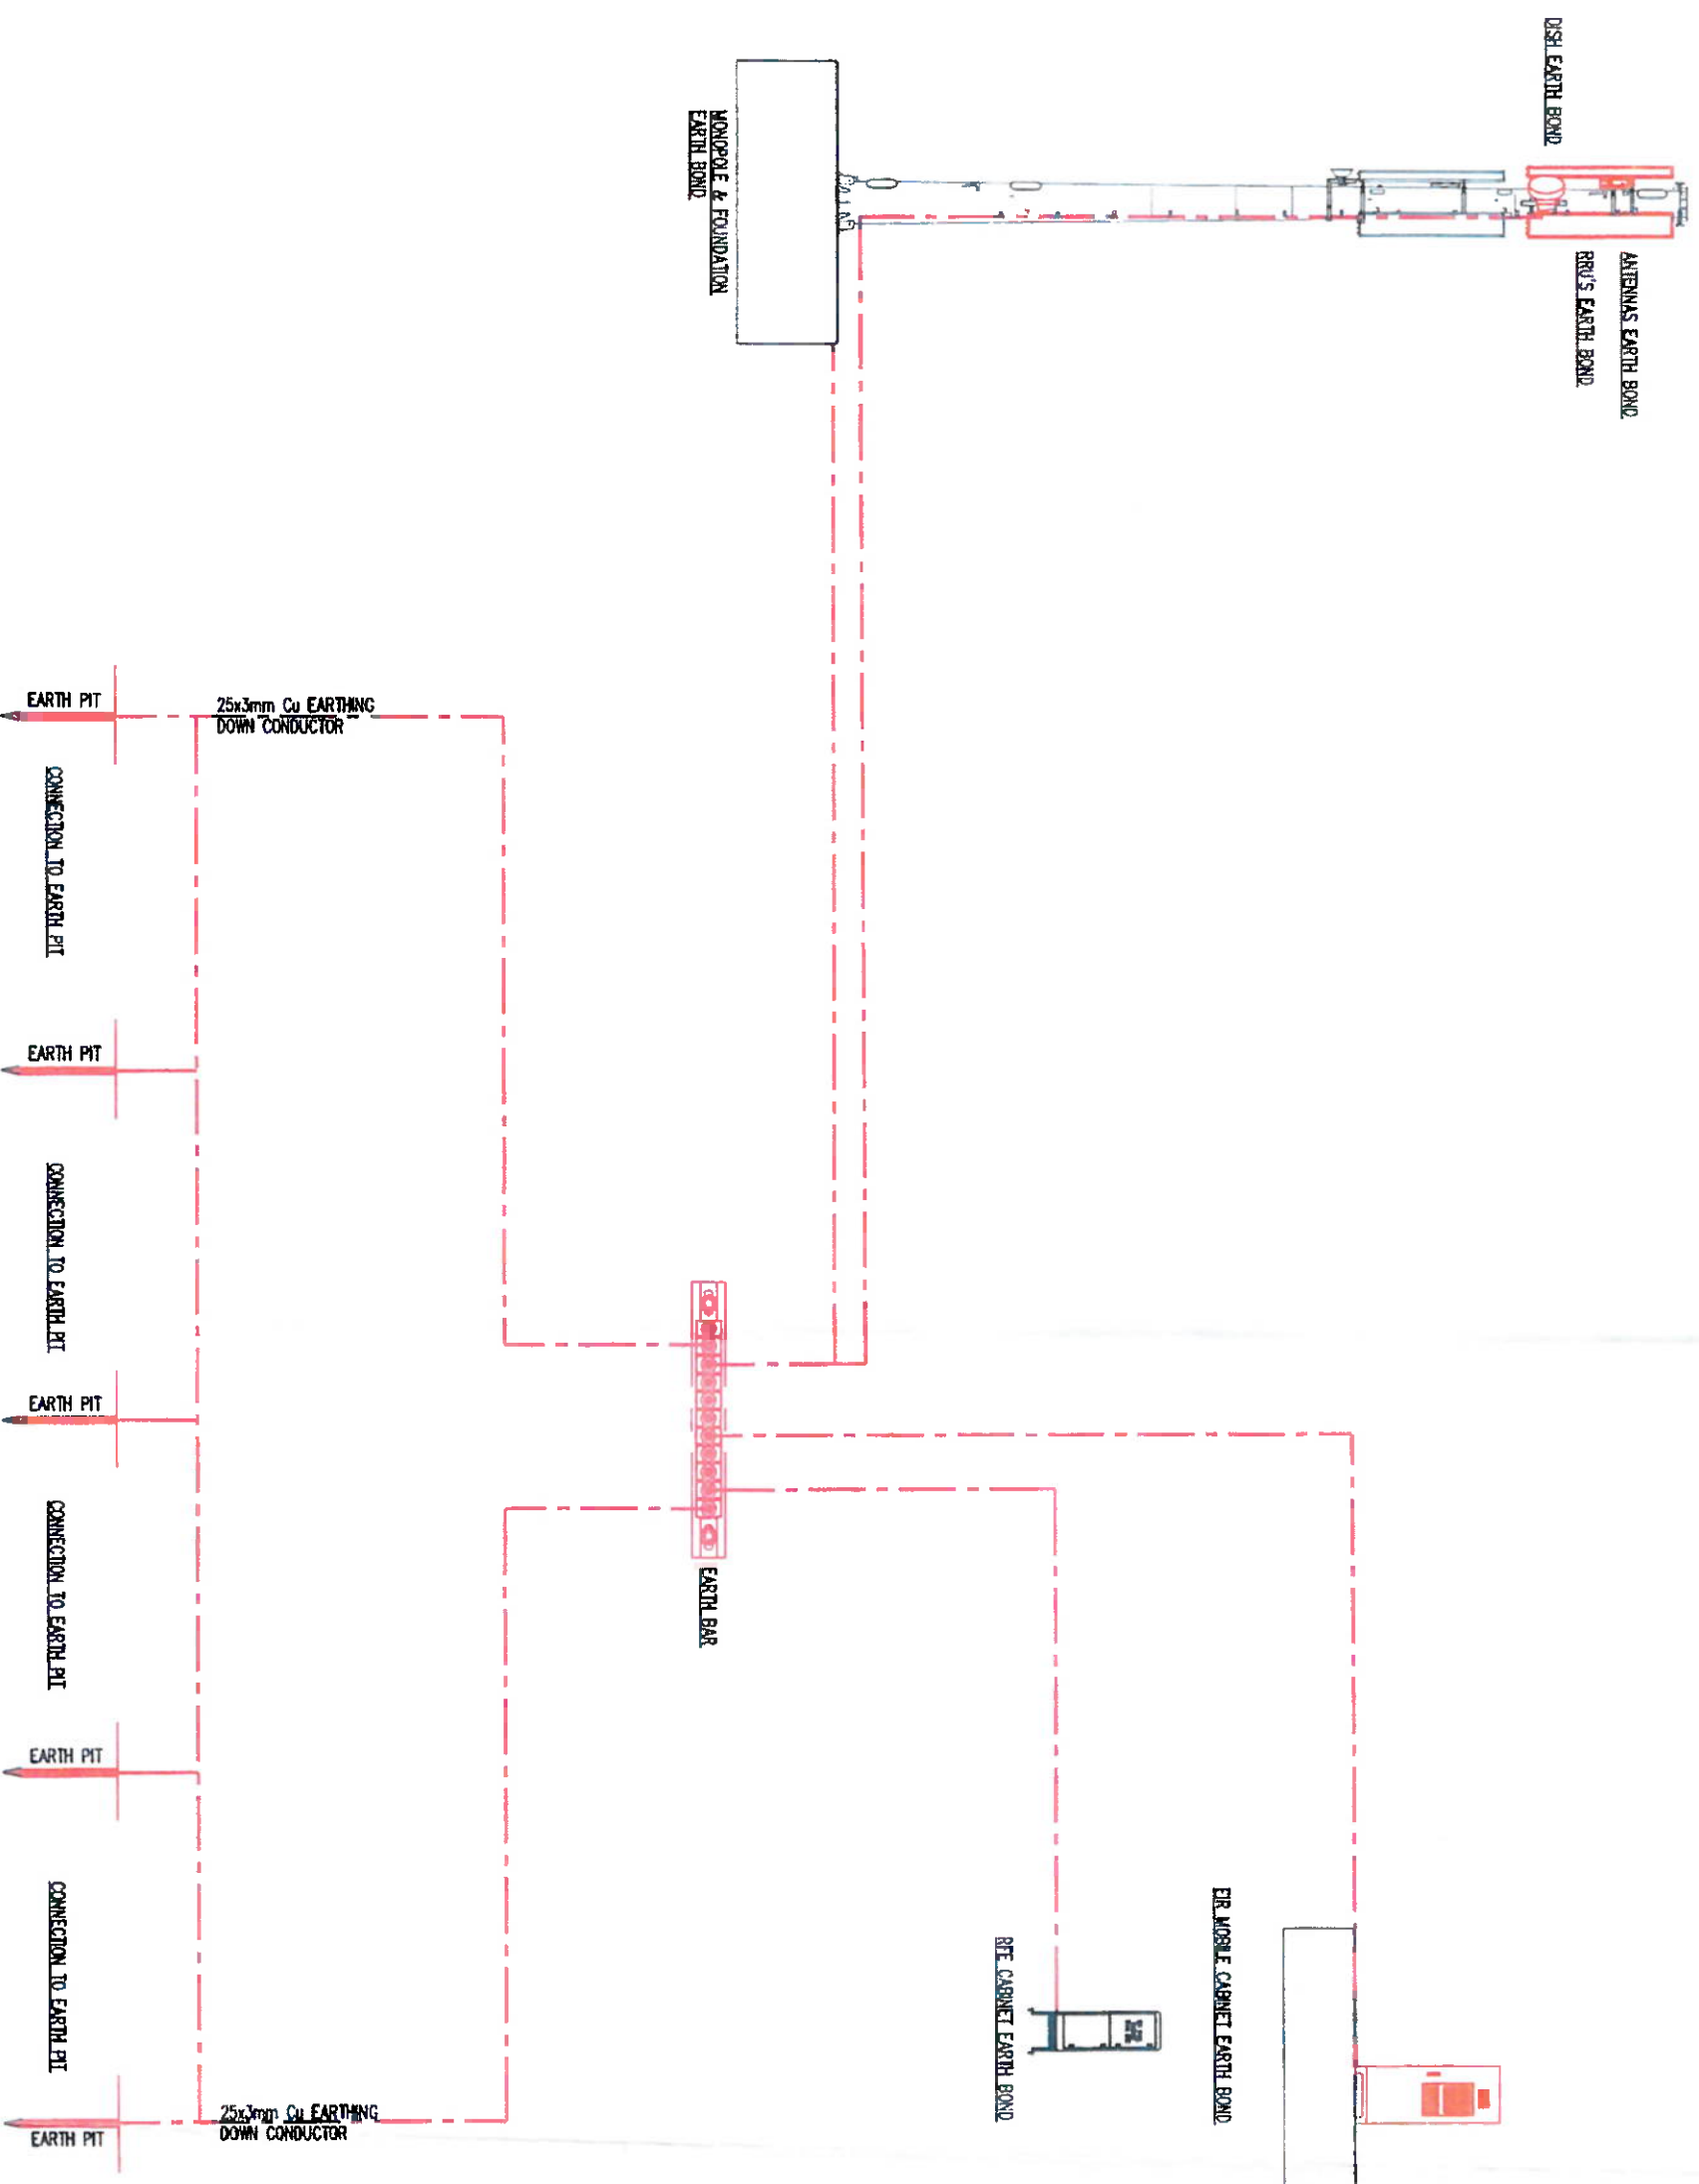 DISH EARTH BOND
ANTENNAS EARTH BOND
RRU'S EARTH BOND
MONOPOLE & FOUNDATION
EARTH BOND
EIR MOBILE CABINET EARTH BOND
RFE CABINET EARTH BOND
EARTH BAR
25x3mm Cu EARTHING
DOWN CONDUCTOR
25x3mm Cu EARTHING
DOWN CONDUCTOR
EARTH PIT
CONNECTION TO EARTH PIT
EARTH PIT
CONNECTION TO EARTH PIT
EARTH PIT
CONNECTION TO EARTH PIT
EARTH PIT
CONNECTION TO EARTH PIT
EARTH PIT